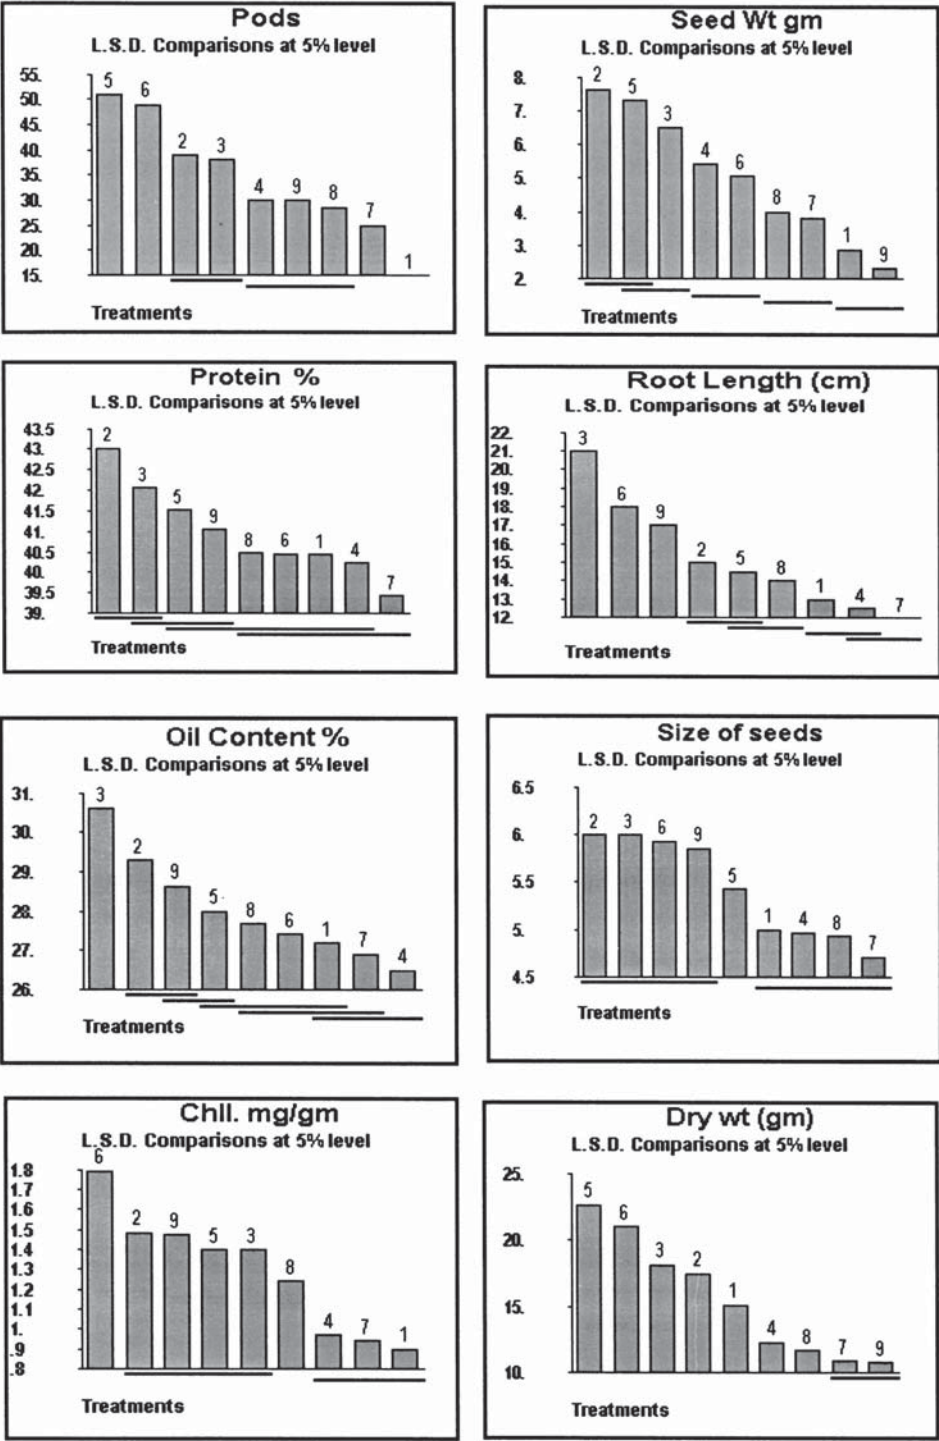 Pods
L.S.D. Comparisons at 5% level
55.
50.
45.
40.
35.
30.
25.
20.
15.
5 6 2 3 4 9 8 7 1
Treatments
Seed Wt gm
L.S.D. Comparisons at 5% level
8.
7.
6.
5.
4.
3.
2.
2 5 3 4 6 8 7 1 9
Treatments
Protein %
L.S.D. Comparisons at 5% level
43.5
43.
42.5
42.
41.5
41.
40.5
40.
39.5
39.
2 3 5 9 8 6 1 4 7
Treatments
Root Length (cm)
L.S.D. Comparisons at 5% level
22.
21.
20.
19.
18.
17.
16.
15.
14.
13.
12.
3 6 9 2 5 8 1 4 7
Treatments
Oil Content %
L.S.D. Comparisons at 5% level
31.
30.
29.
28.
27.
26.
3 2 9 5 8 6 1 7 4
Treatments
Size of seeds
L.S.D. Comparisons at 5% level
6.5
6.
5.5
5.
4.5
2 3 6 9 5 1 4 8 7
Treatments
Chll. mg/gm
L.S.D. Comparisons at 5% level
1.8
1.7
1.6
1.5
1.4
1.3
1.2
1.1
1.
.9
.8
6 2 9 5 3 8 4 7 1
Treatments
Dry wt (gm)
L.S.D. Comparisons at 5% level
25.
20.
15.
10.
5 6 3 2 1 4 8 7 9
Treatments